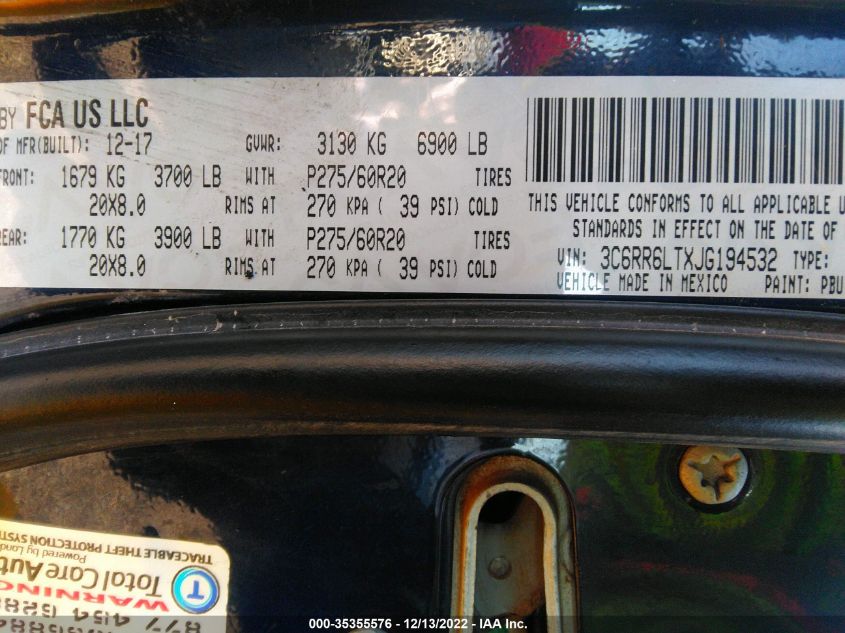 BY FCA US LLC
OF MFR(BUILT): 12-17 GVWR: 3130 KG 6900 LB
FRONT: 1679 KG 3700 LB WITH P275/60R20 TIRES
20X8.0 RIMS AT 270 KPA ( 39 PSI) COLD
REAR: 1770 KG 3900 LB WITH P275/60R20 TIRES
20X8.0 RIMS AT 270 KPA ( 39 PSI) COLD
THIS VEHICLE CONFORMS TO ALL APPLICABLE U
STANDARDS IN EFFECT ON THE DATE OF
VIN: 3C6RR6LTXJG194532 TYPE:
VEHICLE MADE IN MEXICO PAINT: PBU
TRACEABLE THEFT PROTECTION SYSTEM
Powered by
T Total Care Auto
WARNING
877 454
000-35355576 - 12/13/2022 - IAA Inc.